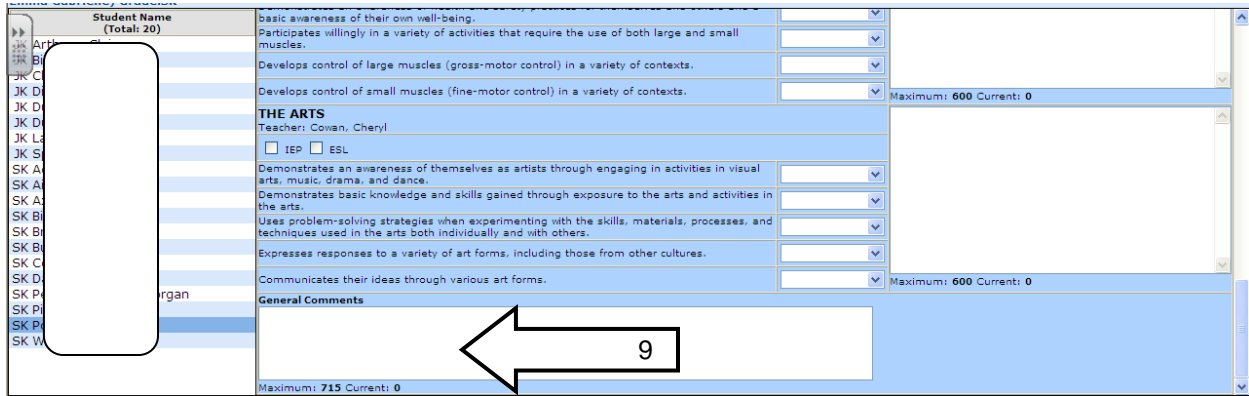 Student Name
(Total: 20)
JK
JK
JK
JK Di
JK
JK
JK
JK
SK
SK
SK
SK Bi
SK
SK
SK
SK
SK Pe organ
SK Pi
SK
SK W
basic awareness of their own well-being.
Participates willingly in a variety of activities that require the use of both large and small
muscles.
Develops control of large muscles (gross-motor control) in a variety of contexts.
Develops control of small muscles (fine-motor control) in a variety of contexts.
Maximum: 600 Current: 0
THE ARTS
Teacher: Cowan, Cheryl
IEP ESL
Demonstrates an awareness of themselves as artists through engaging in activities in visual
arts, music, drama, and dance.
Demonstrates basic knowledge and skills gained through exposure to the arts and activities in
the arts.
Uses problem-solving strategies when experimenting with the skills, materials, processes, and
techniques used in the arts both individually and with others.
Expresses responses to a variety of art forms, including those from other cultures.
Communicates their ideas through various art forms.
Maximum: 600 Current: 0
General Comments
9
Maximum: 715 Current: 0